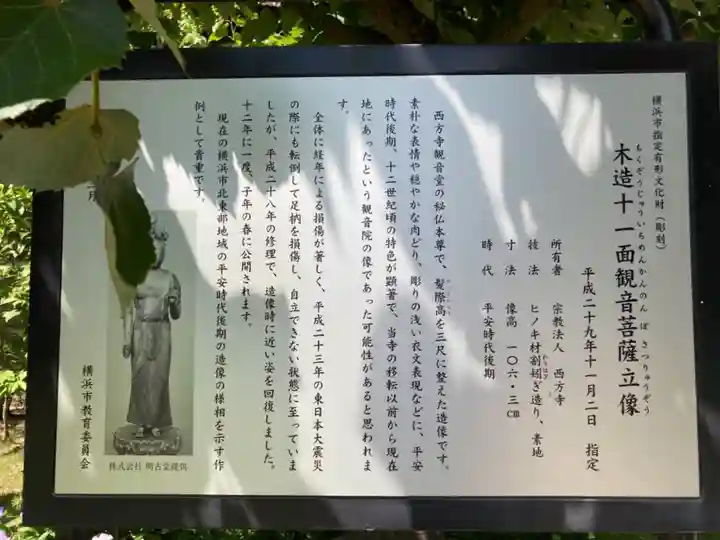 横浜市指定有形文化財(彫刻)
もくぞうじゅういちめんかんのんぼさつりゅうぞう
木造十一面観音菩薩立像
平成二十九年十一月二日 指定
所有者 宗教法人 西方寺
技法 ヒノキ材割矧ぎ造り、素地
寸法 像高 一〇六・三cm
時代 平安時代後期
西方寺観音堂の秘仏本尊で、髪際高を三尺に整えた造像です。
素朴な表情や穏やかな肉どり、彫りの浅い衣文表現などに、平安
時代後期、十二世紀頃の特色が顕著で、当寺の移転以前から現在
地にあったという観音院の像であった可能性があると思われま
す。
全体に経年による損傷が著しく、平成二十三年の東日本大震災
の際にも転倒して足枘を損傷し、自立できない状態に至っていま
したが、平成二十八年の修理で、造像時に近い姿を回復しました。
十二年に一度、子年の春に公開されます。
現在の横浜市北東部地域の平安時代後期の造像の様相を示す作
例として貴重です。
月
横浜市教育委員会
株式会社 明古堂提供